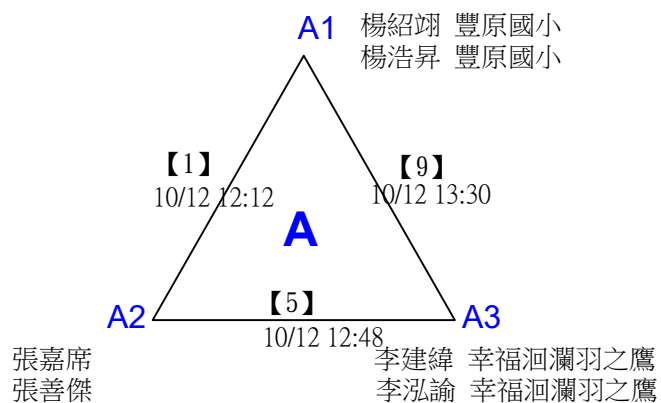 A1 楊紹翊 豐原國小
楊浩昇 豐原國小
【1】 【9】
10/12 12:12 10/12 13:30
A
【5】
A2 A3
10/12 12:48
張嘉席 李建緯 幸福洄瀾羽之鷹
張善傑 李泓諭 幸福洄瀾羽之鷹